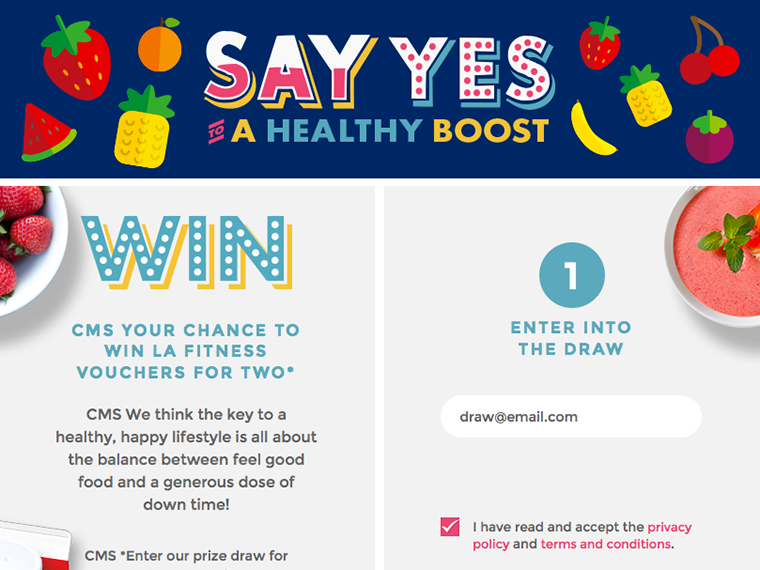 SAY YES
TO A HEALTHY BOOST
WIN
CMS YOUR CHANCE TO
WIN LA FITNESS
VOUCHERS FOR TWO*
CMS We think the key to a
healthy, happy lifestyle is all about
the balance between feel good
food and a generous dose of
down time!
CMS *Enter our prize draw for
1
ENTER INTO
THE DRAW
draw@email.com
I have read and accept the privacy
policy and terms and conditions.